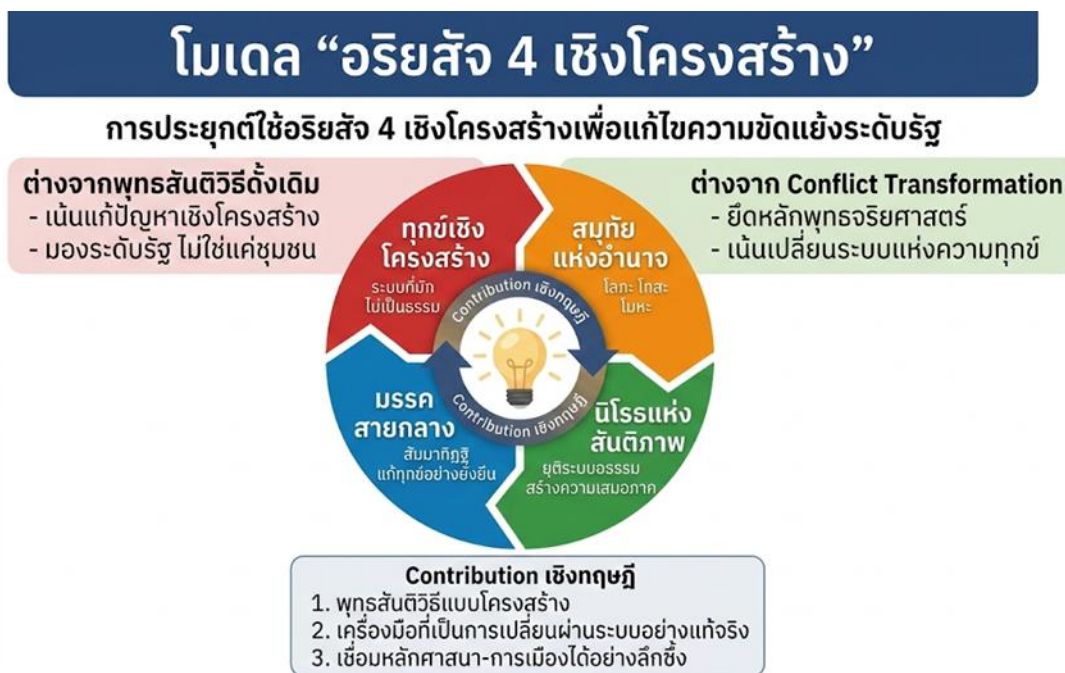 โมเดล “อริยสัจ 4 เชิงโครงสร้าง”
การประยุกต์ใช้อริยสัจ 4 เชิงโครงสร้างเพื่อแก้ไขความขัดแย้งระดับรัฐ
ต่างจากพุทธสันติวิธีดั้งเดิม
- เน้นแก้ปัญหาเชิงโครงสร้าง
- มองระดับรัฐ ไม่ใช่แค่ชุมชน
ต่างจาก Conflict Transformation
- ยึดหลักพุทธจริยศาสตร์
- เน้นเปลี่ยนระบบแห่งความทุกข์
ทุกข์เชิง
โครงสร้าง
ระบบที่มัก
ไม่เป็นธรรม
สมุทัย
แห่งอำนาจ
โลภะ โทสะ
โมหะ
Contribution เชิงทฤษฎี
Contribution เชิงทฤษฎี
มรรค
สายกลาง
สัมมาทิฏฐิ
แก้ทุกข์อย่างยั่งยืน
นิโรธแห่ง
สันติภาพ
ยุติระบบอธรรม
สร้างความเสมอภาค
Contribution เชิงทฤษฎี
1. พุทธสันติวิธีแบบโครงสร้าง
2. เครื่องมือที่เป็นการเปลี่ยนผ่านระบบอย่างแท้จริง
3. เชื่อมหลักศาสนา-การเมืองได้อย่างลึกซึ้ง